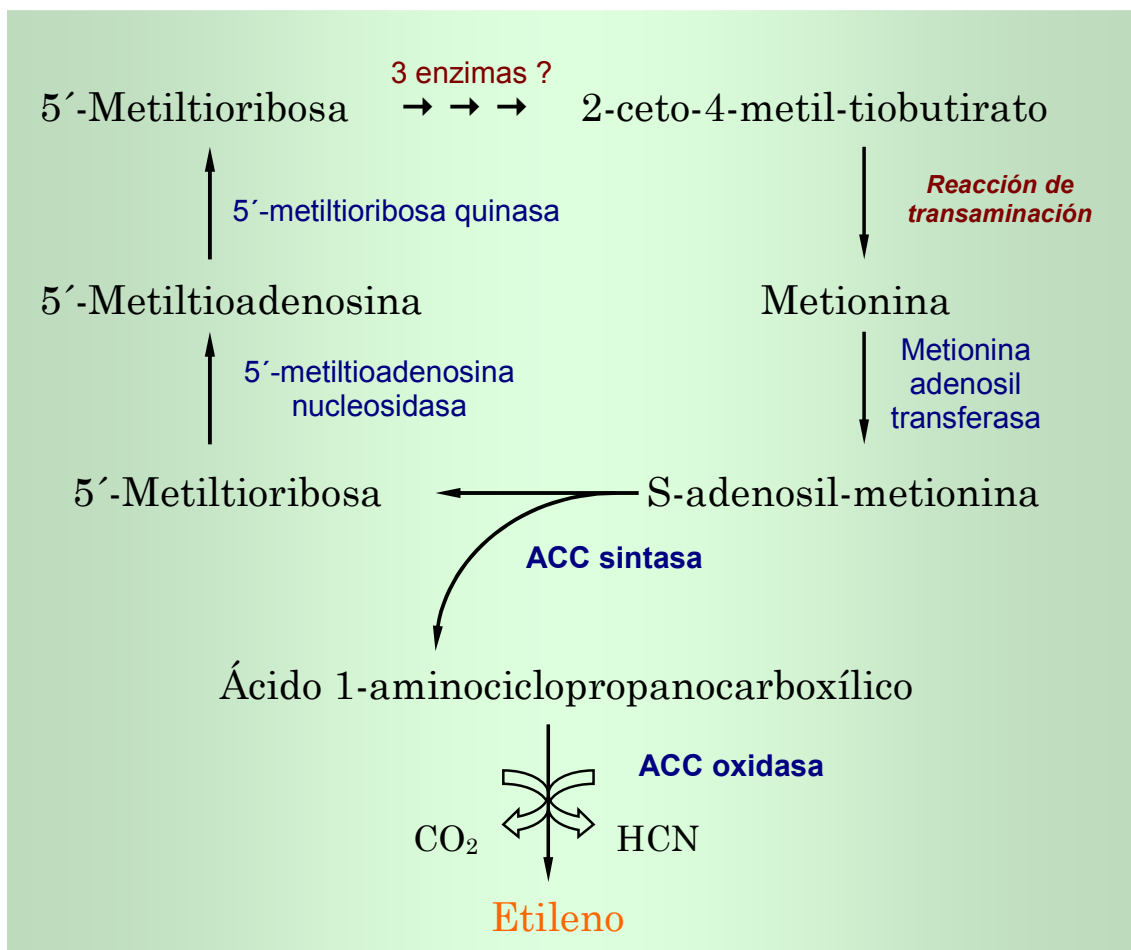 3 enzimas ?
5´-Metiltioribosa
2-ceto-4-metil-tiobutirato
Reacción de
transaminación
5´-metiltioribosa quinasa
5´-Metiltioadenosina
Metionina
5´-metiltioadenosina
nucleosidasa
Metionina
adenosil
transferasa
5´-Metiltioribosa
S-adenosil-metionina
ACC sintasa
Ácido 1-aminociclopropanocarboxílico
ACC oxidasa
CO₂
HCN
Etileno